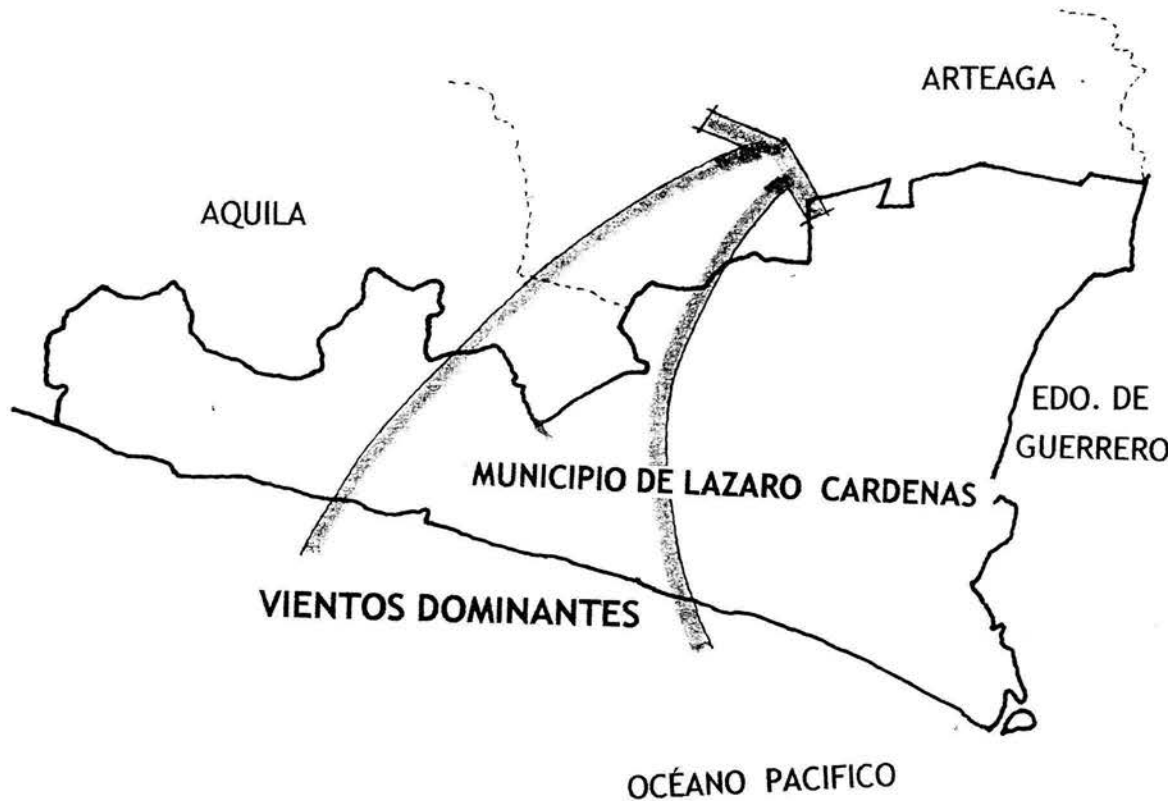 ARTEAGA
AQUILA
EDO. DE
GUERRERO
MUNICIPIO DE LAZARO CARDENAS
VIENTOS DOMINANTES
OCÉANO PACIFICO